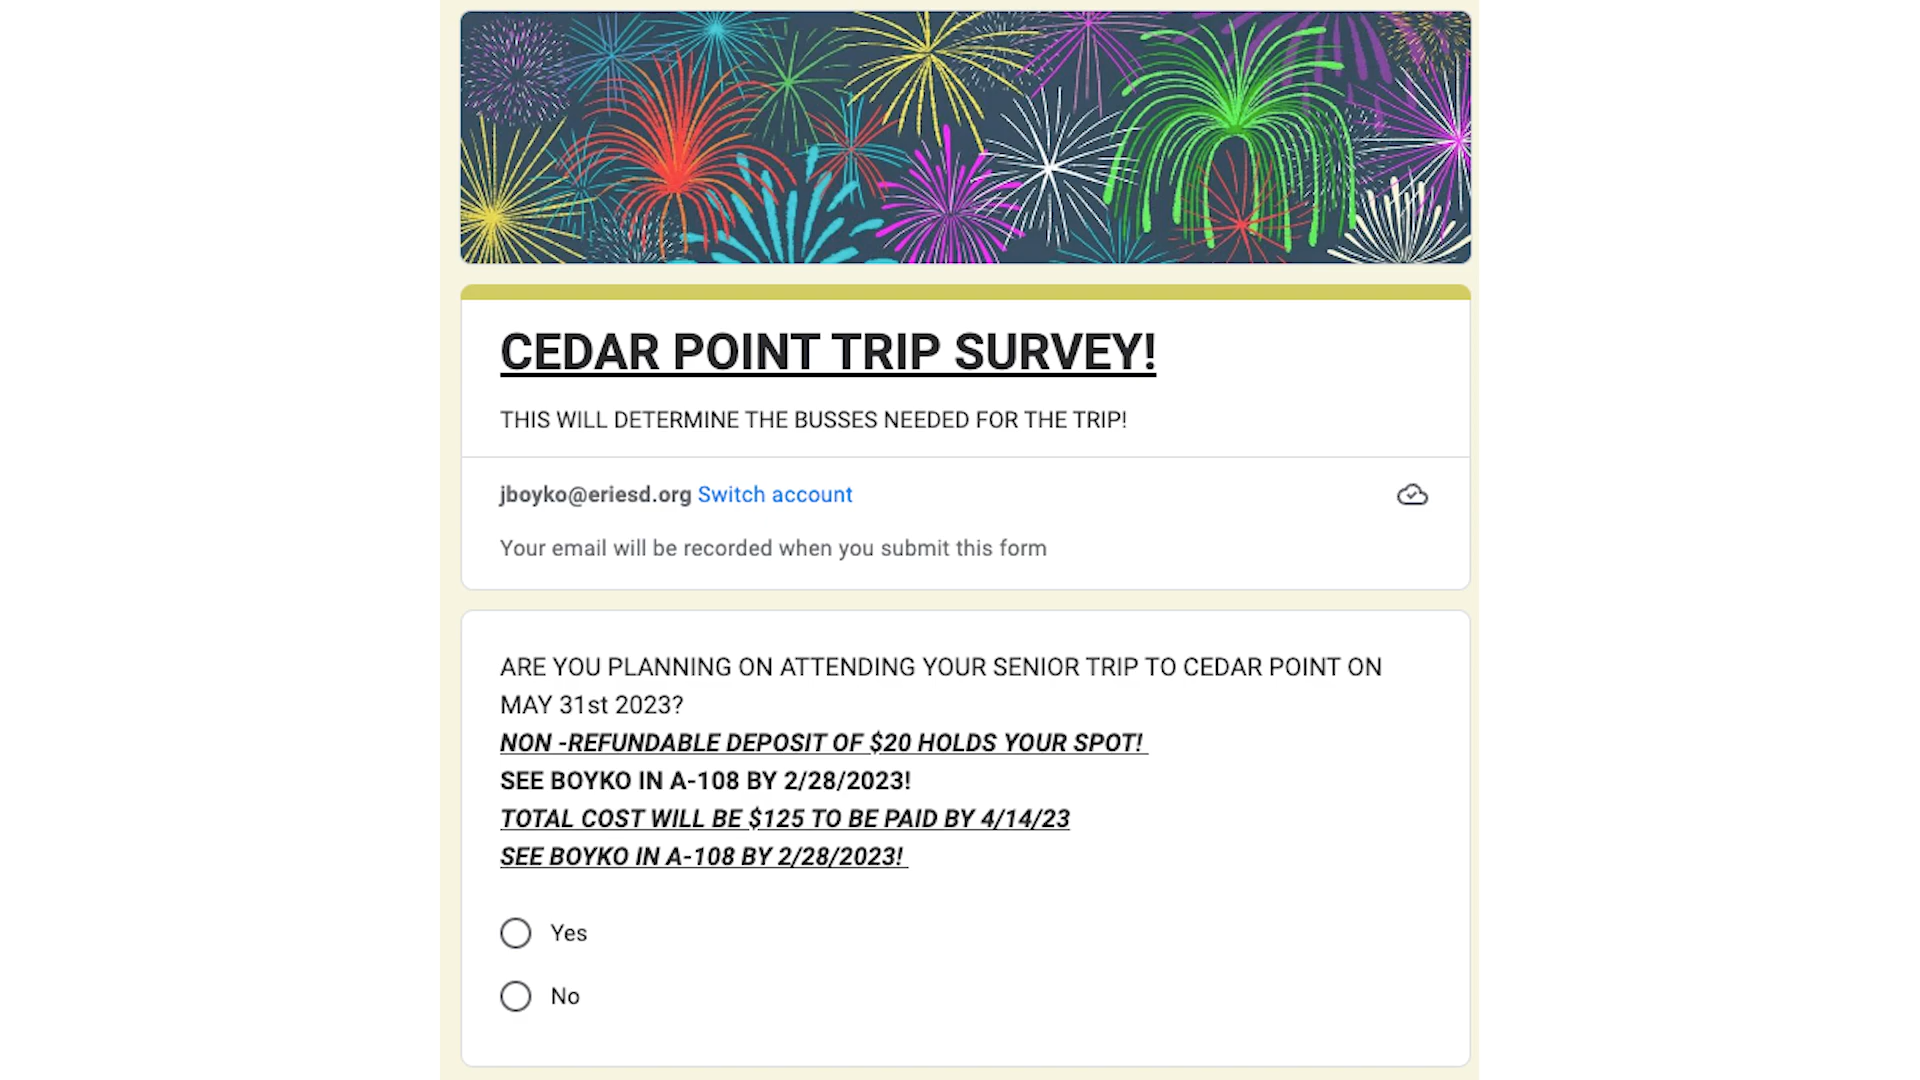 CEDAR POINT TRIP SURVEY!
THIS WILL DETERMINE THE BUSSES NEEDED FOR THE TRIP!
jboyko@eriesd.org Switch account
Your email will be recorded when you submit this form
ARE YOU PLANNING ON ATTENDING YOUR SENIOR TRIP TO CEDAR POINT ON
MAY 31st 2023?
NON -REFUNDABLE DEPOSIT OF $20 HOLDS YOUR SPOT!
SEE BOYKO IN A-108 BY 2/28/2023!
TOTAL COST WILL BE $125 TO BE PAID BY 4/14/23
SEE BOYKO IN A-108 BY 2/28/2023!
Yes
No